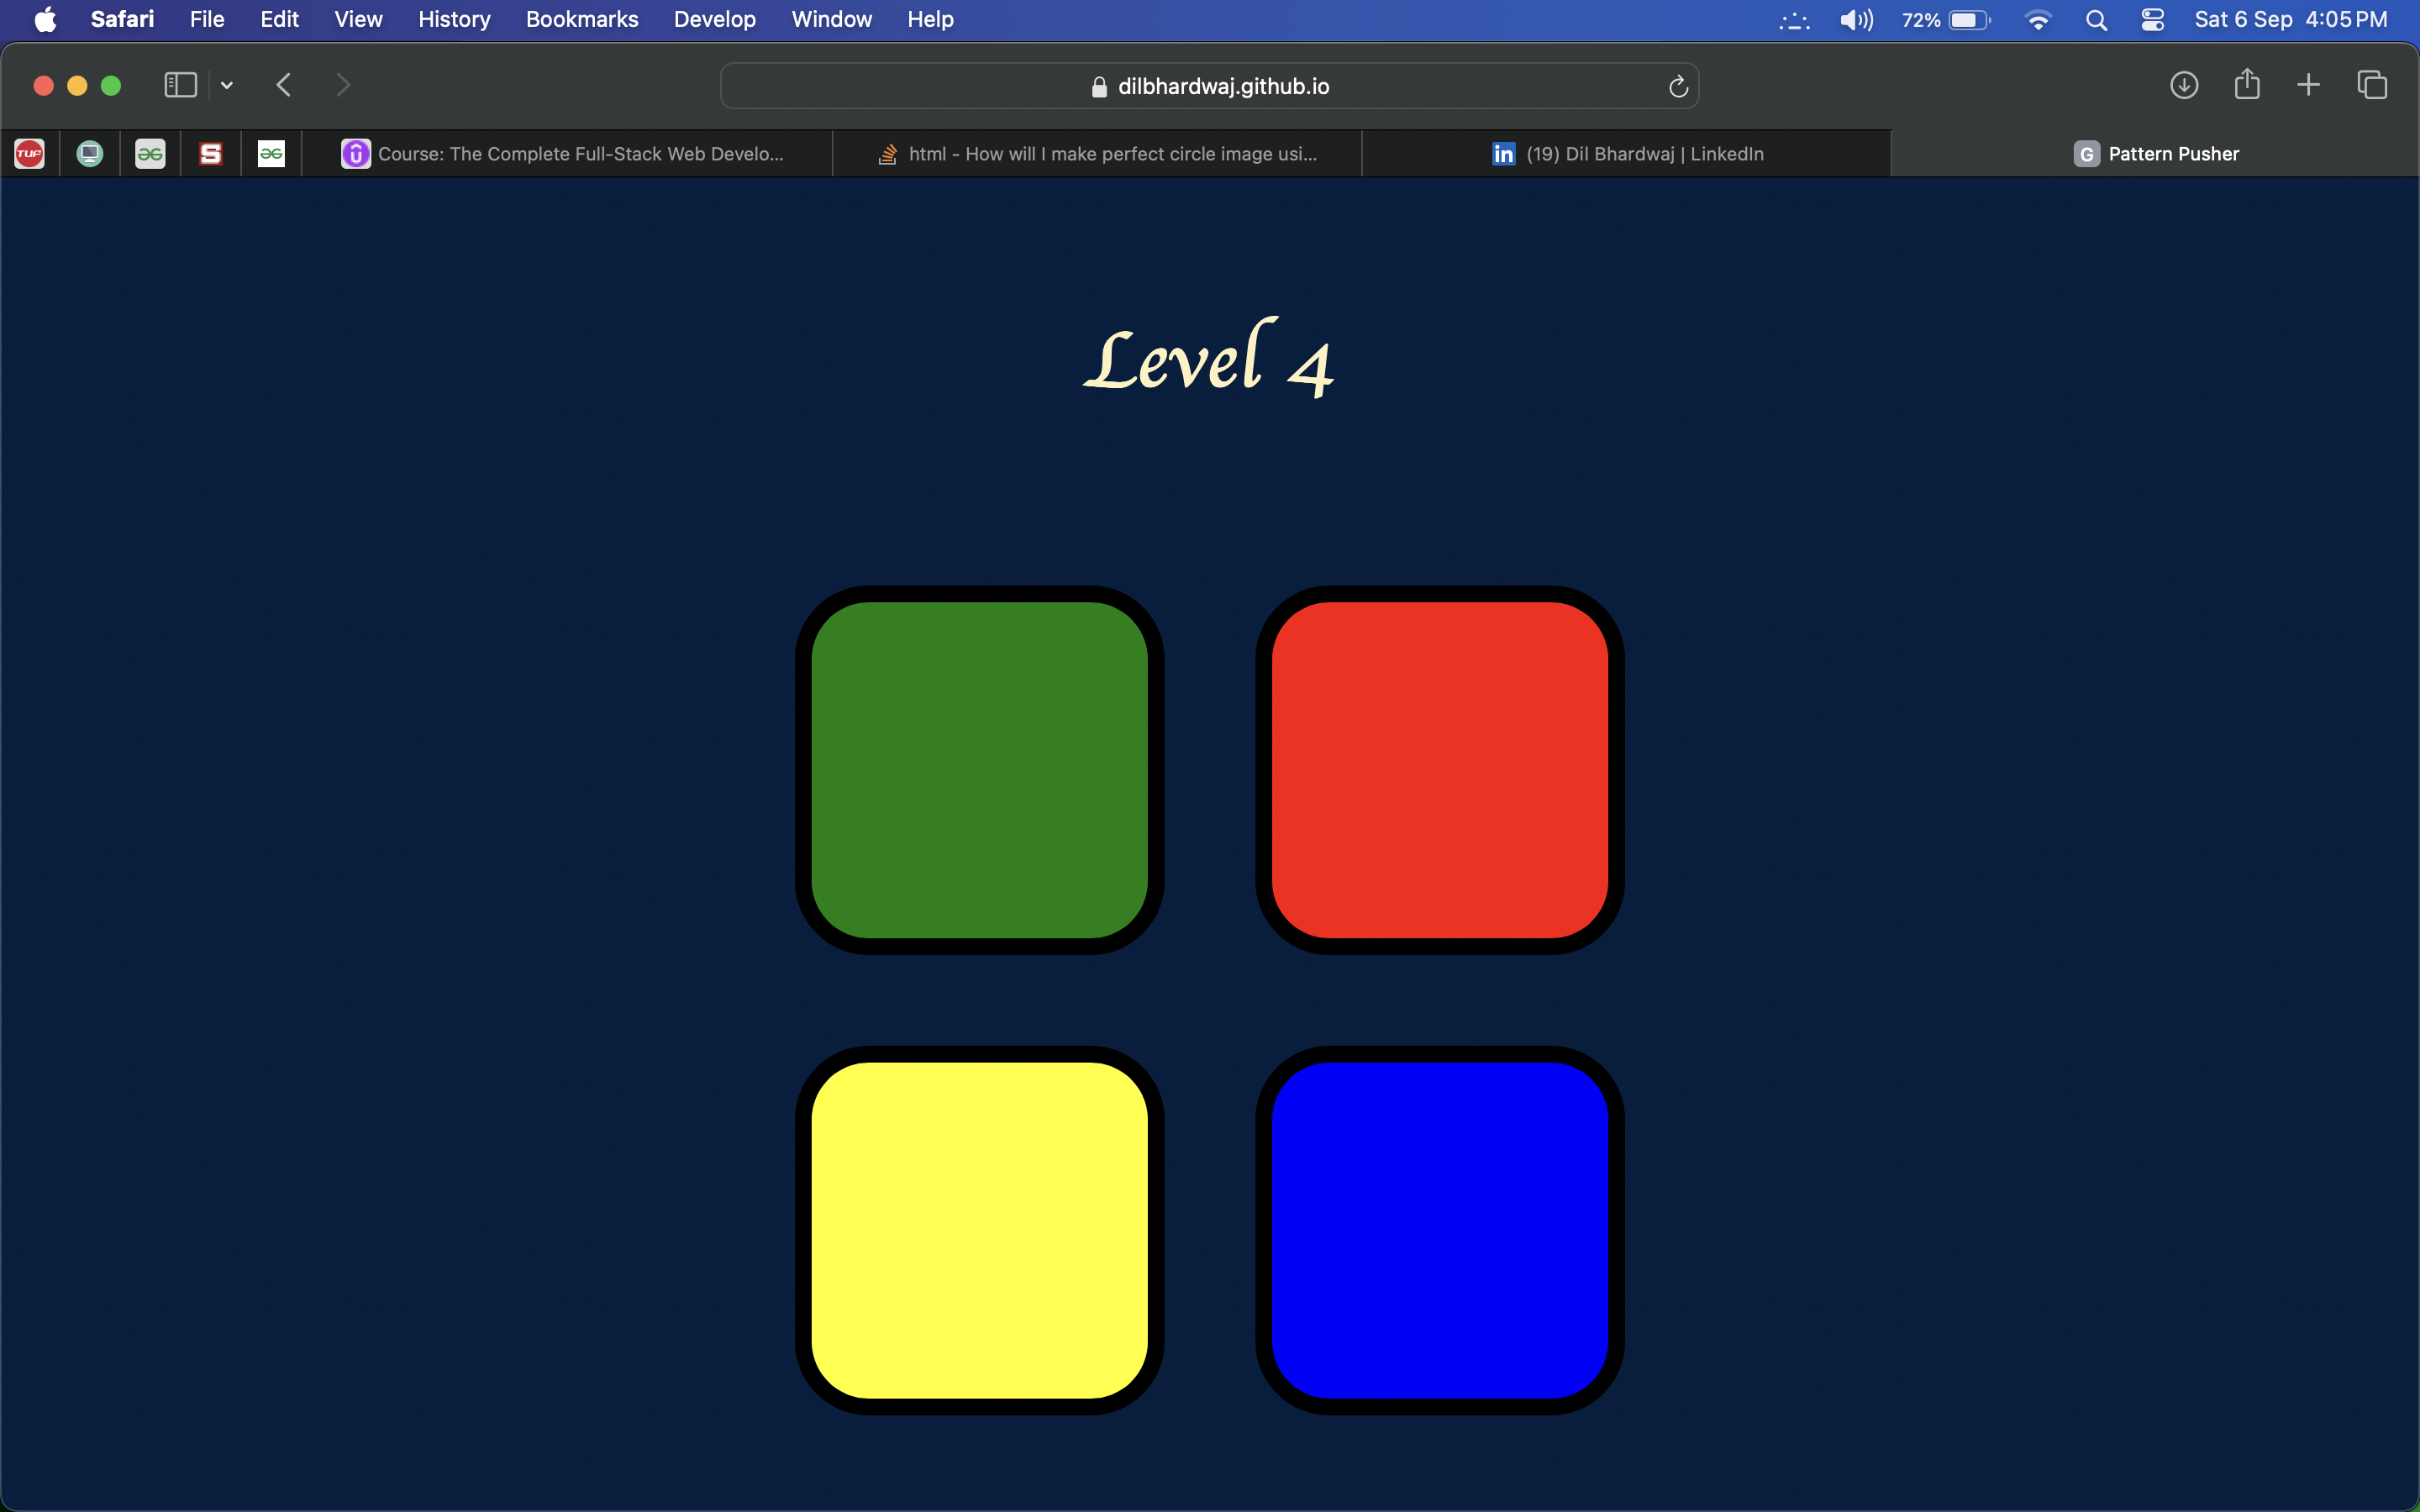 Safari File Edit View History Bookmarks Develop Window Help 72% Sat 6 Sep 4:05 PM
dilbhardwaj.github.io
TUF S Course: The Complete Full-Stack Web Develo... html - How will I make perfect circle image usi... in (19) Dil Bhardwaj | LinkedIn G Pattern Pusher
Level 4